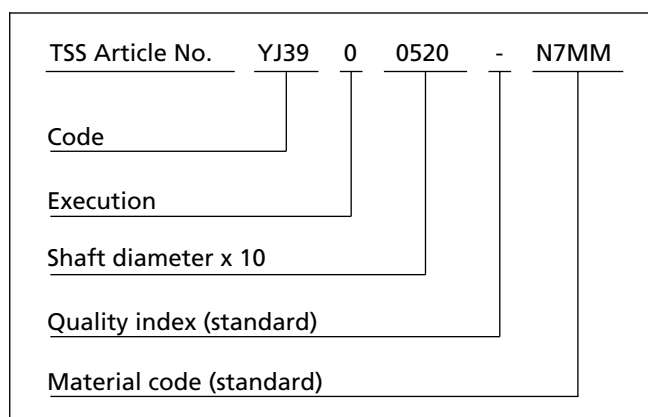 TSS Article No. YJ39 0 0520 - N7MM
Code
Execution
Shaft diameter x 10
Quality index (standard)
Material code (standard)